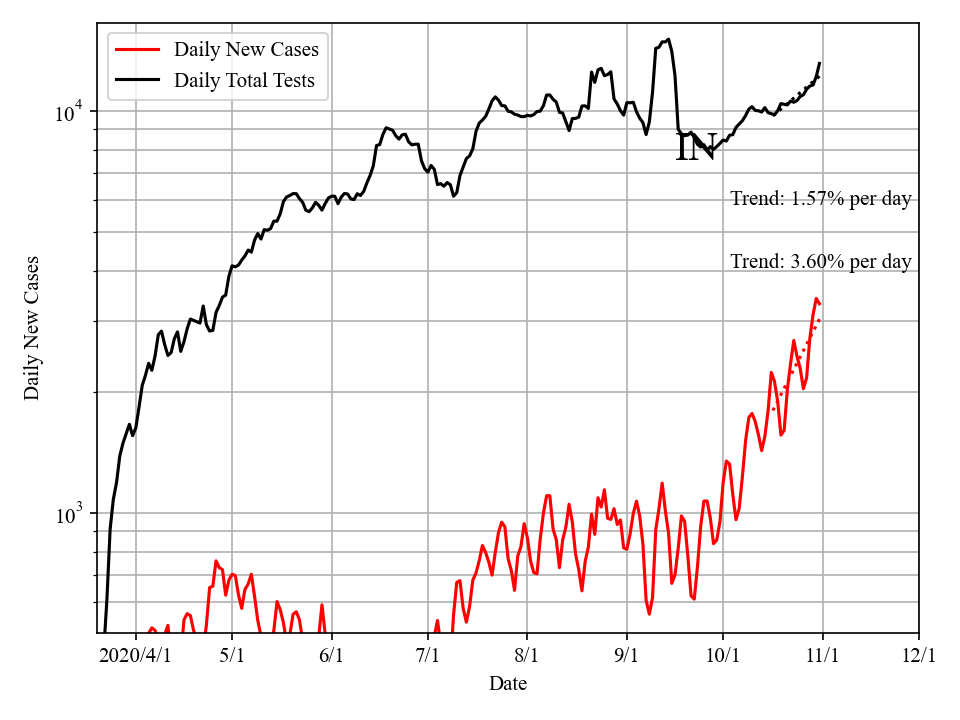 Daily New Cases
Daily Total Tests
10^4
IN
Trend: 1.57% per day
Trend: 3.60% per day
Daily New Cases
10^3
2020/4/1 5/1 6/1 7/1 8/1 9/1 10/1 11/1 12/1
Date